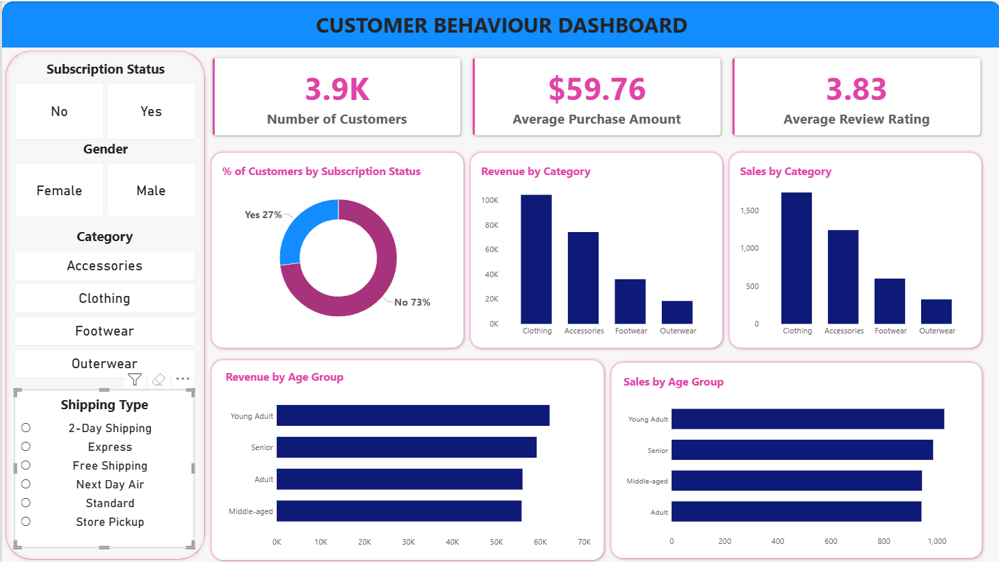 CUSTOMER BEHAVIOUR DASHBOARD
Subscription Status
No
Yes
Gender
Female
Male
Category
Accessories
Clothing
Footwear
Outerwear
Shipping Type
2-Day Shipping
Express
Free Shipping
Next Day Air
Standard
Store Pickup
3.9K
Number of Customers
$59.76
Average Purchase Amount
3.83
Average Review Rating
% of Customers by Subscription Status
Yes 27%
No 73%
Revenue by Category
100K
80K
60K
40K
20K
0K
Clothing
Accessories
Footwear
Outerwear
Sales by Category
1,500
1,000
500
0
Clothing
Accessories
Footwear
Outerwear
Revenue by Age Group
Young Adult
Senior
Adult
Middle-aged
0K
10K
20K
30K
40K
50K
60K
70K
Sales by Age Group
Young Adult
Senior
Middle-aged
Adult
0
200
400
600
800
1,000